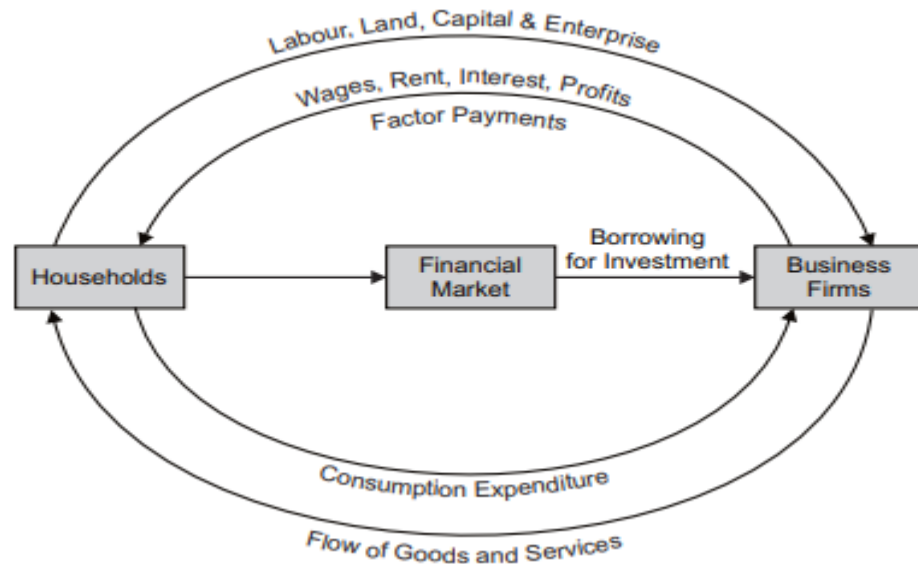 Labour, Land, Capital & Enterprise
Wages, Rent, Interest, Profits
Factor Payments
Households
Financial
Market
Borrowing
for Investment
Business
Firms
Consumption Expenditure
Flow of Goods and Services